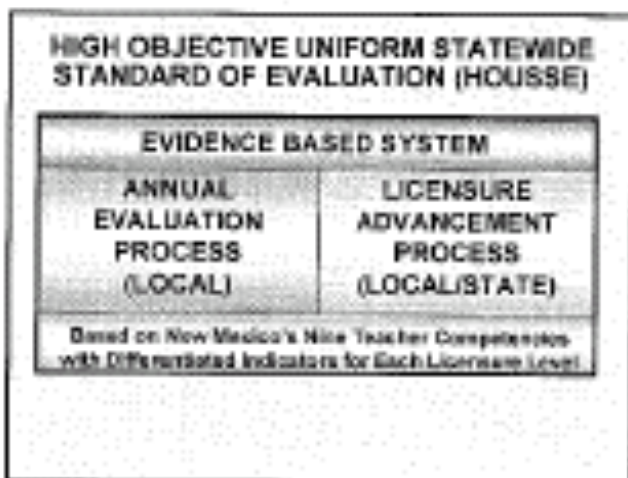 HIGH OBJECTIVE UNIFORM STATEWIDE
STANDARD OF EVALUATION (HOUSSE)
EVIDENCE BASED SYSTEM
ANNUAL
EVALUATION
PROCESS
(LOCAL)
LICENSURE
ADVANCEMENT
PROCESS
(LOCAL/STATE)
Based on New Mexico's Nine Teacher Competencies
with Differentiated Indicators for Each Licensure Level